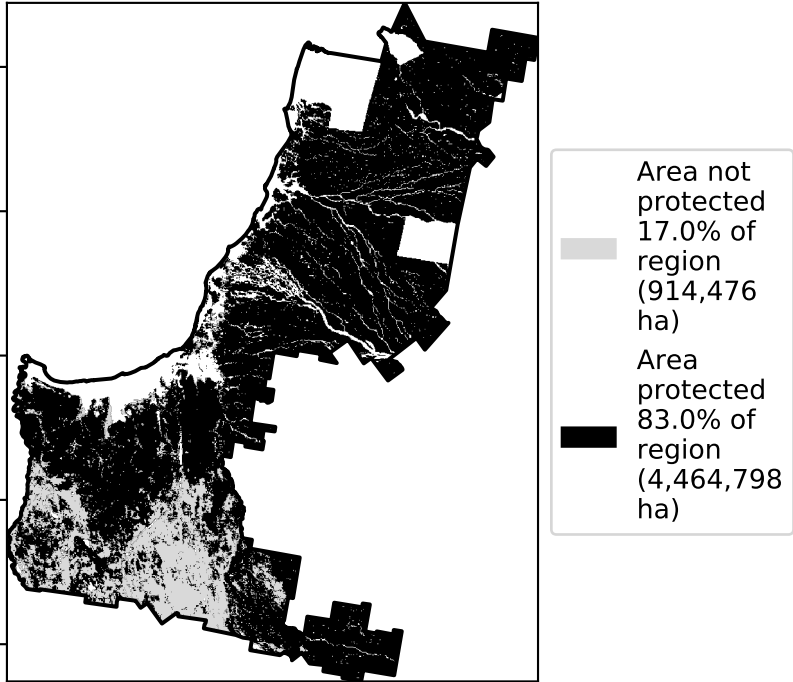 Area not
protected
17.0% of
region
(914,476
ha)
Area
protected
83.0% of
region
(4,464,798
ha)